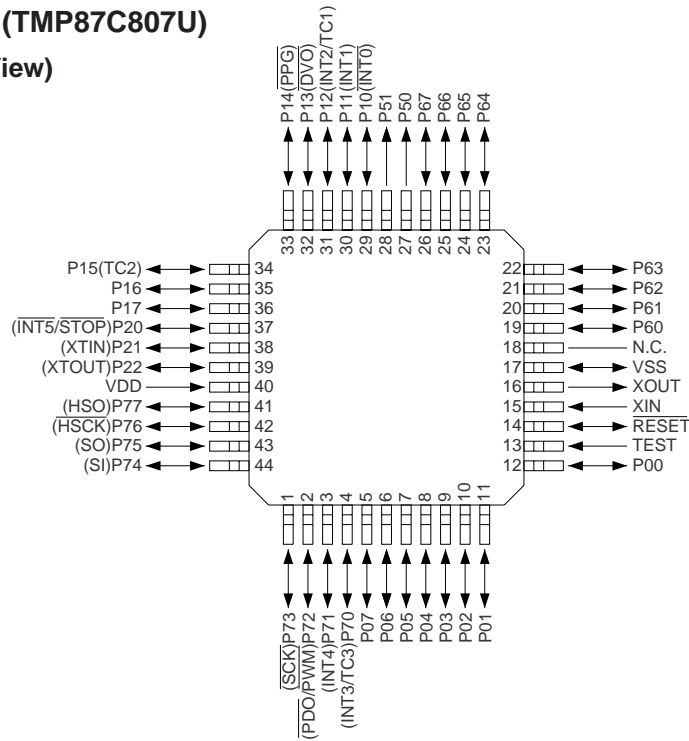 (TMP87C807U)
iew)
P14(PPG)
P13(DVO)
P12(INT2/TC1)
P11(INT1)
P10(INT0)
P51
P50
P67
P66
P65
P64
33
32
31
30
29
28
27
26
25
24
23
P15(TC2) 34
P16 35
P17 36
(INT5/STOP)P20 37
(XTIN)P21 38
(XTOUT)P22 39
VDD 40
(HSO)P77 41
(HSCK)P76 42
(SO)P75 43
(SI)P74 44
22 P63
21 P62
20 P61
19 P60
18 N.C.
17 VSS
16 XOUT
15 XIN
14 RESET
13 TEST
12 P00
1
2
3
4
5
6
7
8
9
10
11
(SCK)P73
(PDO/PWM)P72
(INT4)P71
(INT3/TC3)P70
P07
P06
P05
P04
P03
P02
P01